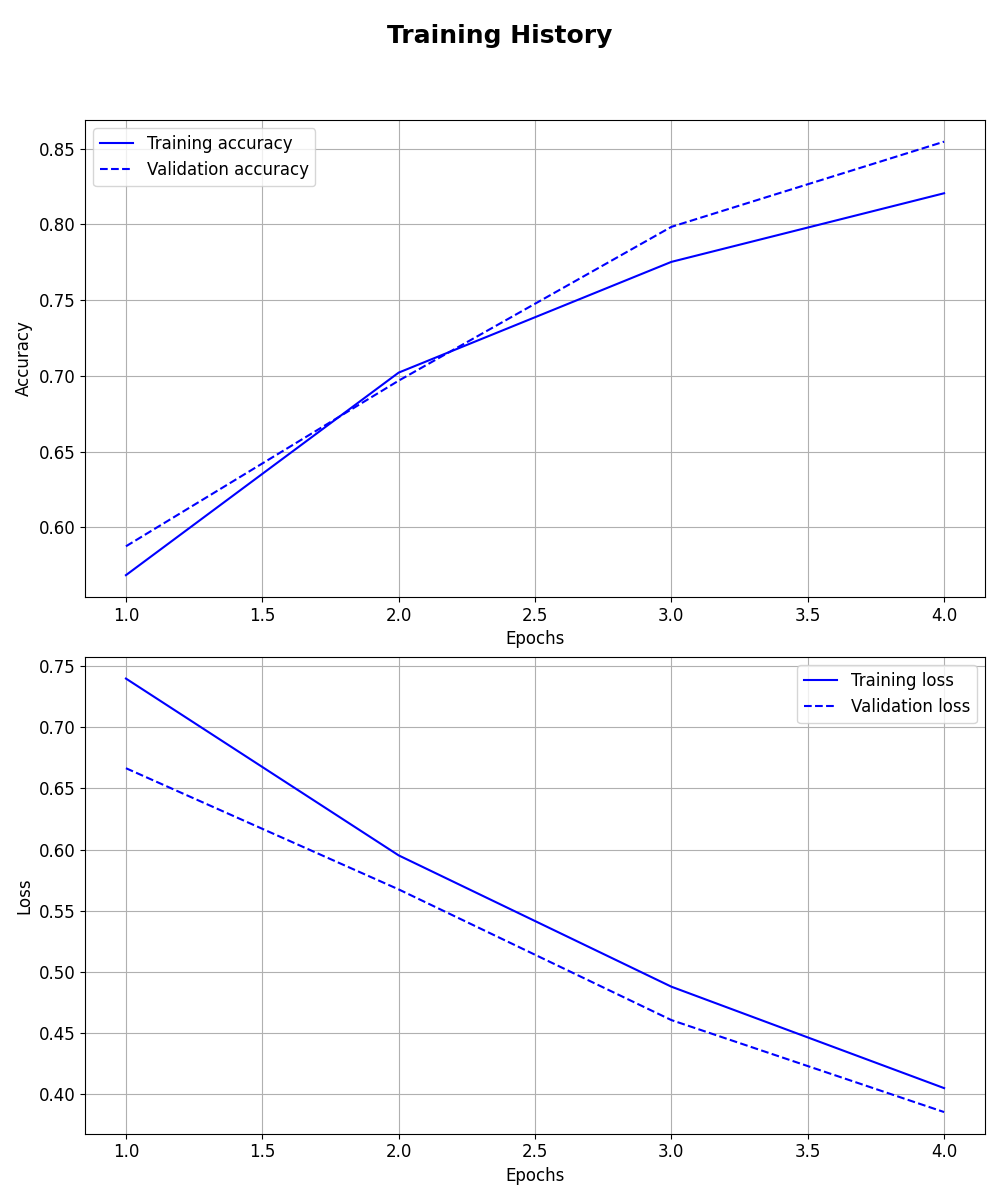 Training History
Training accuracy
Validation accuracy
0.85
0.80
0.75
0.70
0.65
0.60
Accuracy
1.0 1.5 2.0 2.5 3.0 3.5 4.0
Epochs
Training loss
Validation loss
0.75
0.70
0.65
0.60
0.55
0.50
0.45
0.40
Loss
1.0 1.5 2.0 2.5 3.0 3.5 4.0
Epochs